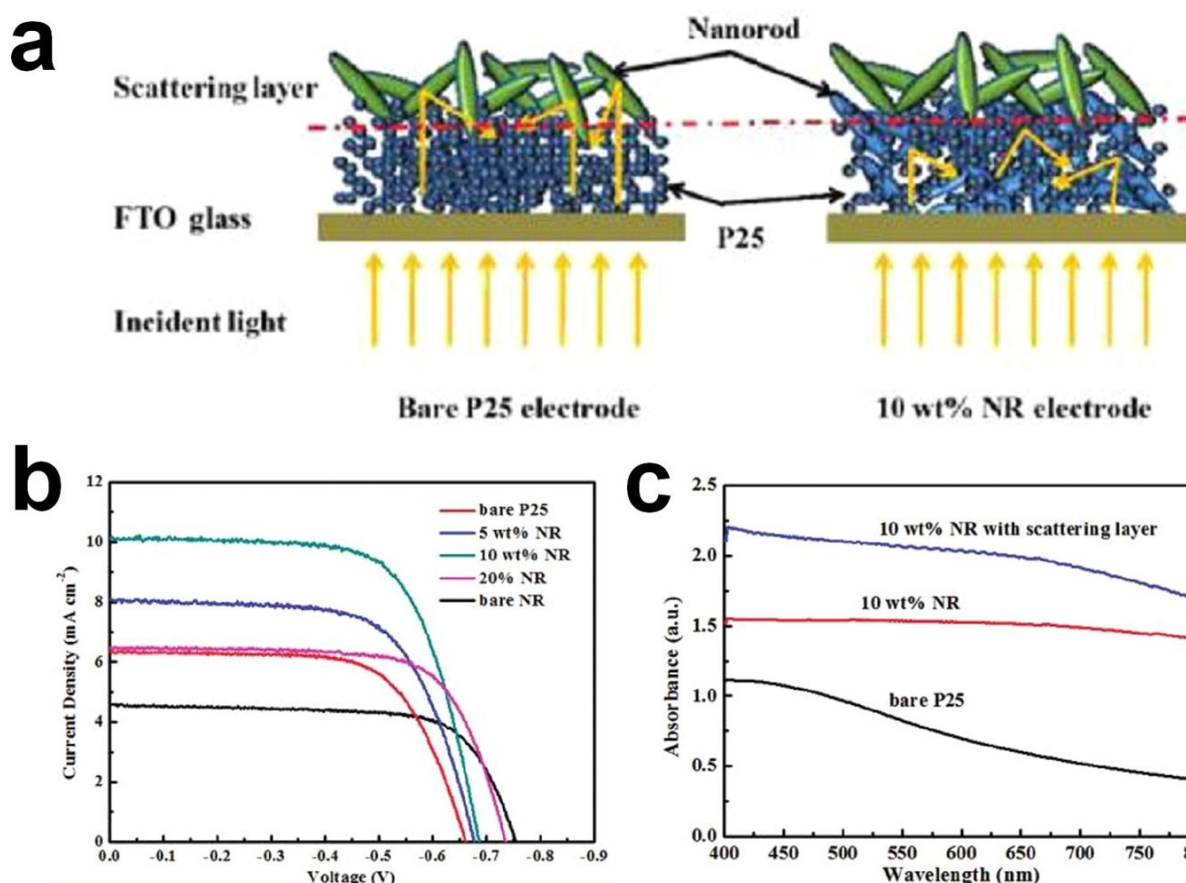 a
Nanorod
Scattering layer
FTO glass
P25
Incident light
Bare P25 electrode
10 wt% NR electrode
b
12
10
8
6
4
2
0
bare P25
5 wt% NR
10 wt% NR
20% NR
bare NR
Current Density (mA cm-2)
0.0 -0.1 -0.2 -0.3 -0.4 -0.5 -0.6 -0.7 -0.8 -0.9
Voltage (V)
c
2.5
2.0
1.5
1.0
0.5
0.0
10 wt% NR with scattering layer
10 wt% NR
bare P25
Absorbance (a.u.)
400 450 500 550 600 650 700 750
Wavelength (nm)